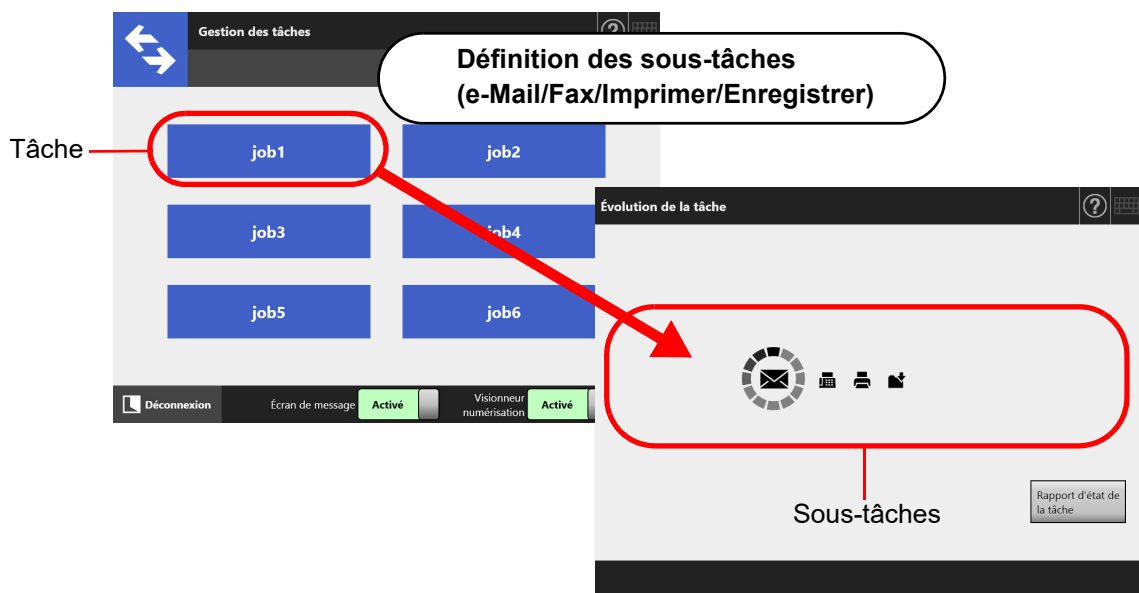 Gestion des tâches
Définition des sous-tâches
(e-Mail/Fax/Imprimer/Enregistrer)
Tâche
job1
job2
job3
job4
job5
job6
Déconnexion
Écran de message
Activé
Visionneur
numérisation
Activé
Évolution de la tâche
?
Sous-tâches
Rapport d'état de
la tâche